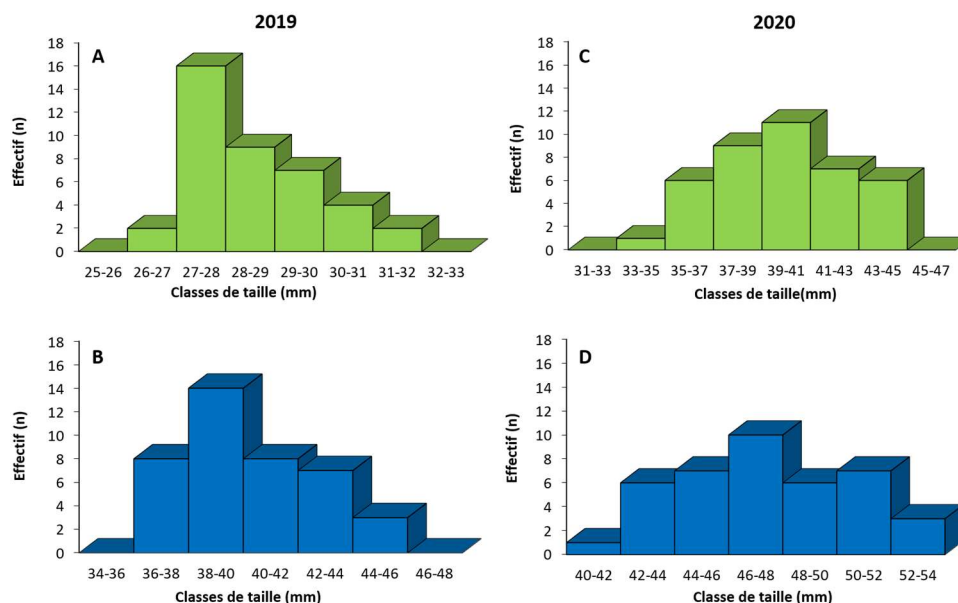 2019
2020
A
18
16
14
12
10
8
6
4
2
0
Effectif (n)
25-26 26-27 27-28 28-29 29-30 30-31 31-32 32-33
Classes de taille (mm)
C
18
16
14
12
10
8
6
4
2
0
Effectif (n)
31-33 33-35 35-37 37-39 39-41 41-43 43-45 45-47
Classes de taille(mm)
B
18
16
14
12
10
8
6
4
2
0
Effectif (n)
34-36 36-38 38-40 40-42 42-44 44-46 46-48
Classes de taille (mm)
D
18
16
14
12
10
8
6
4
2
0
Effectif (n)
40-42 42-44 44-46 46-48 48-50 50-52 52-54
Classe de taille (mm)